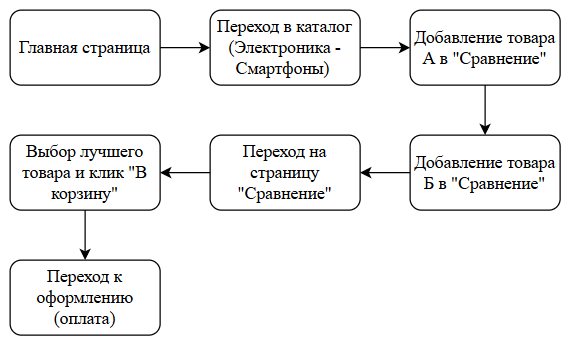 Главная страница
Переход в каталог
(Электроника -
Смартфоны)
Добавление товара
А в "Сравнение"
Добавление товара
Б в "Сравнение"
Переход на
страницу
"Сравнение"
Выбор лучшего
товара и клик "В
корзину"
Переход к
оформлению
(оплата)